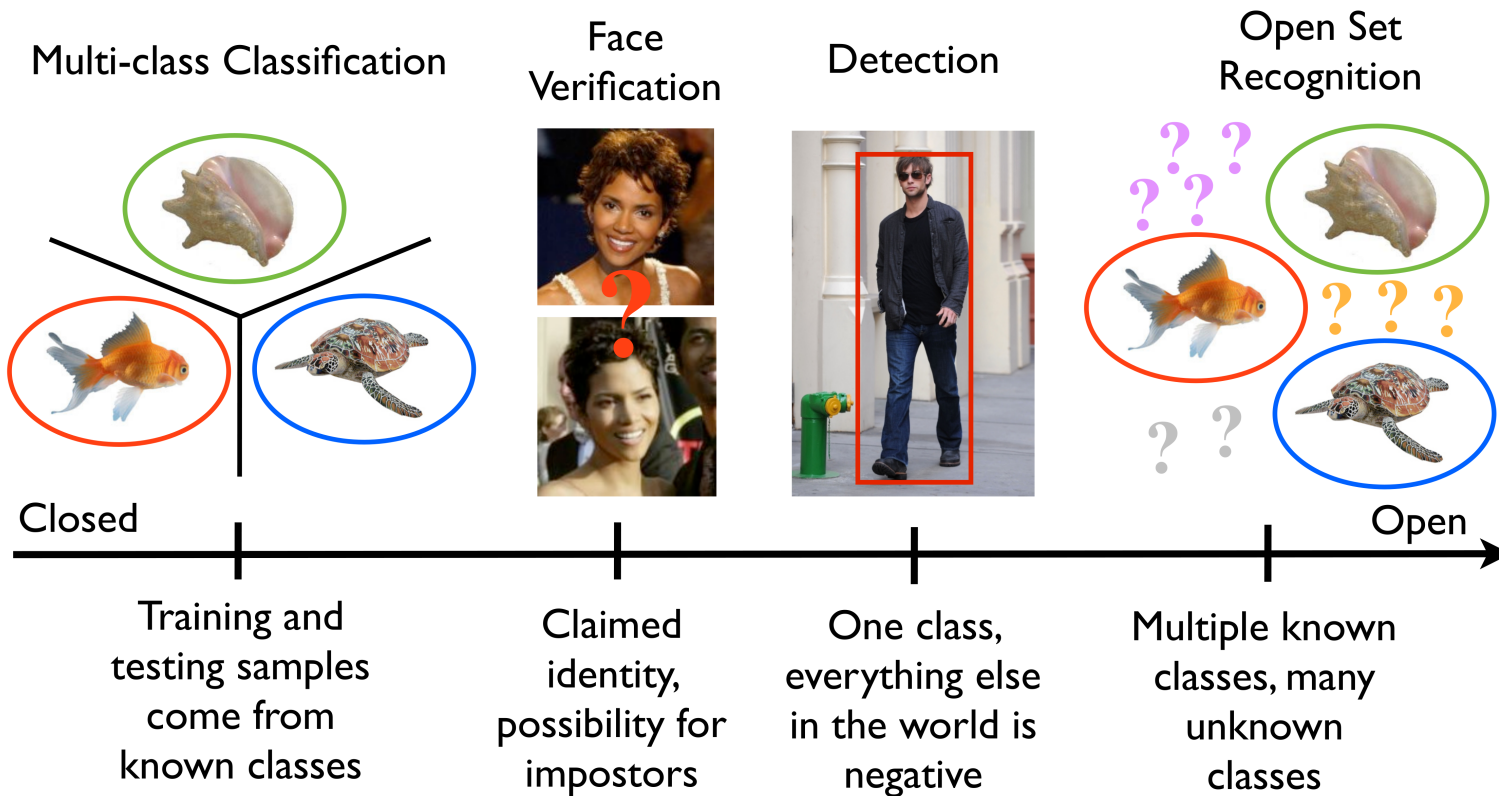 Multi-class Classification
Face
Verification
Detection
Open Set
Recognition
?
? ?
? ?
? ? ?
? ?
Closed
Open
Training and
testing samples
come from
known classes
Claimed
identity,
possibility for
impostors
One class,
everything else
in the world is
negative
Multiple known
classes, many
unknown
classes